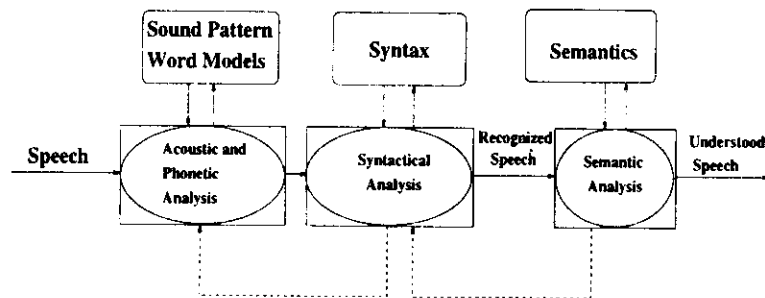 Sound Pattern
Word Models
Syntax
Semantics
Speech
Acoustic and
Phonetic
Analysis
Syntactical
Analysis
Recognized
Speech
Semantic
Analysis
Understood
Speech